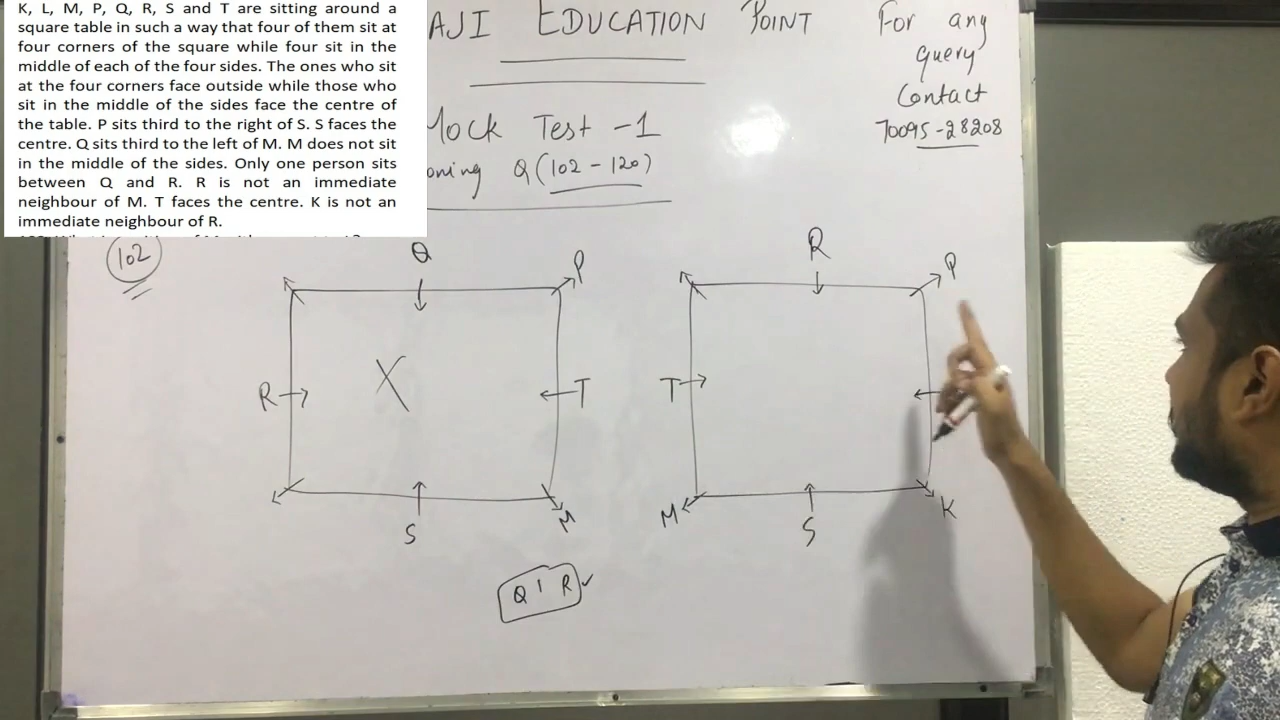 K, L, M, P, Q, R, S and T are sitting around a
square table in such a way that four of them sit at
four corners of the square while four sit in the
middle of each of the four sides. The ones who sit
at the four corners face outside while those who
sit in the middle of the sides face the centre of
the table. P sits third to the right of S. S faces the
centre. Q sits third to the left of M. M does not sit
in the middle of the sides. Only one person sits
between Q and R. R is not an immediate
neighbour of M. T faces the centre. K is not an
immediate neighbour of R.
AJI EDUCATION POINT
For any
query
Contact
70095-28208
Mock Test -1
oning Q(102-120)
102
Q
P
R
T
X
S
M
R
P
T
M
S
K
Q 1 R ✓